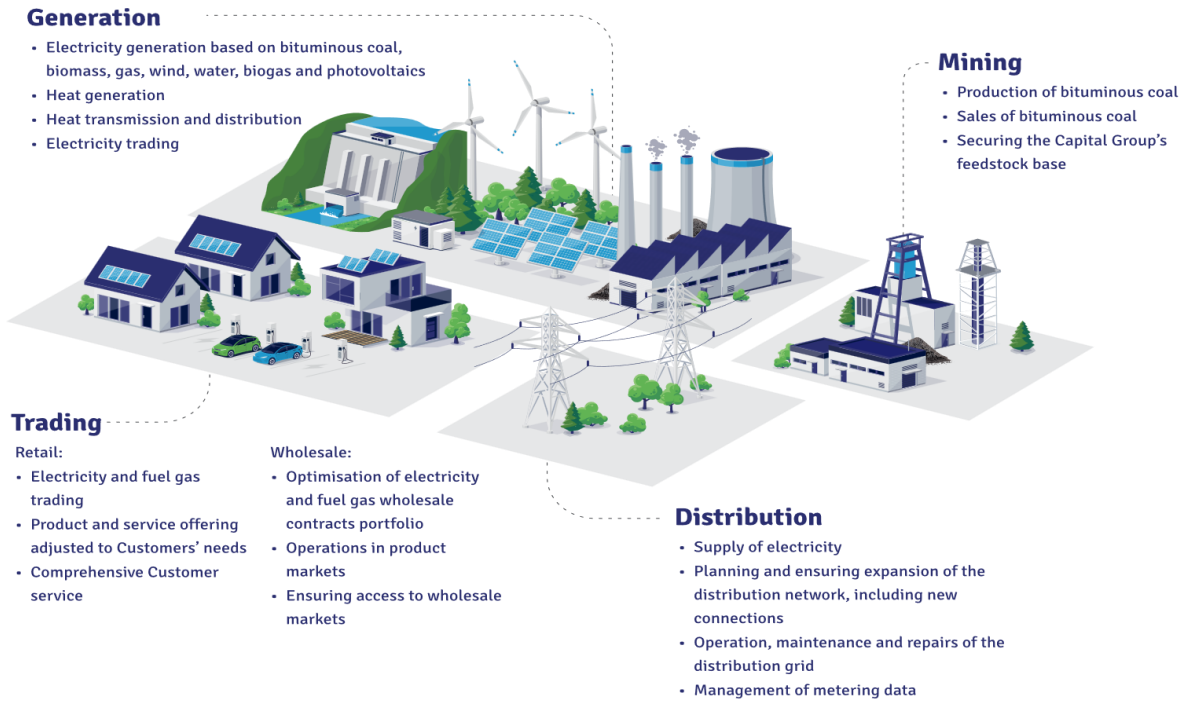 Generation
• Electricity generation based on bituminous coal,
biomass, gas, wind, water, biogas and photovoltaics
• Heat generation
• Heat transmission and distribution
• Electricity trading
Mining
• Production of bituminous coal
• Sales of bituminous coal
• Securing the Capital Group’s
feedstock base
Trading
Retail:
• Electricity and fuel gas
trading
• Product and service offering
adjusted to Customers’ needs
• Comprehensive Customer
service
Wholesale:
• Optimisation of electricity
and fuel gas wholesale
contracts portfolio
• Operations in product
markets
• Ensuring access to wholesale
markets
Distribution
• Supply of electricity
• Planning and ensuring expansion of the
distribution network, including new
connections
• Operation, maintenance and repairs of the
distribution grid
• Management of metering data